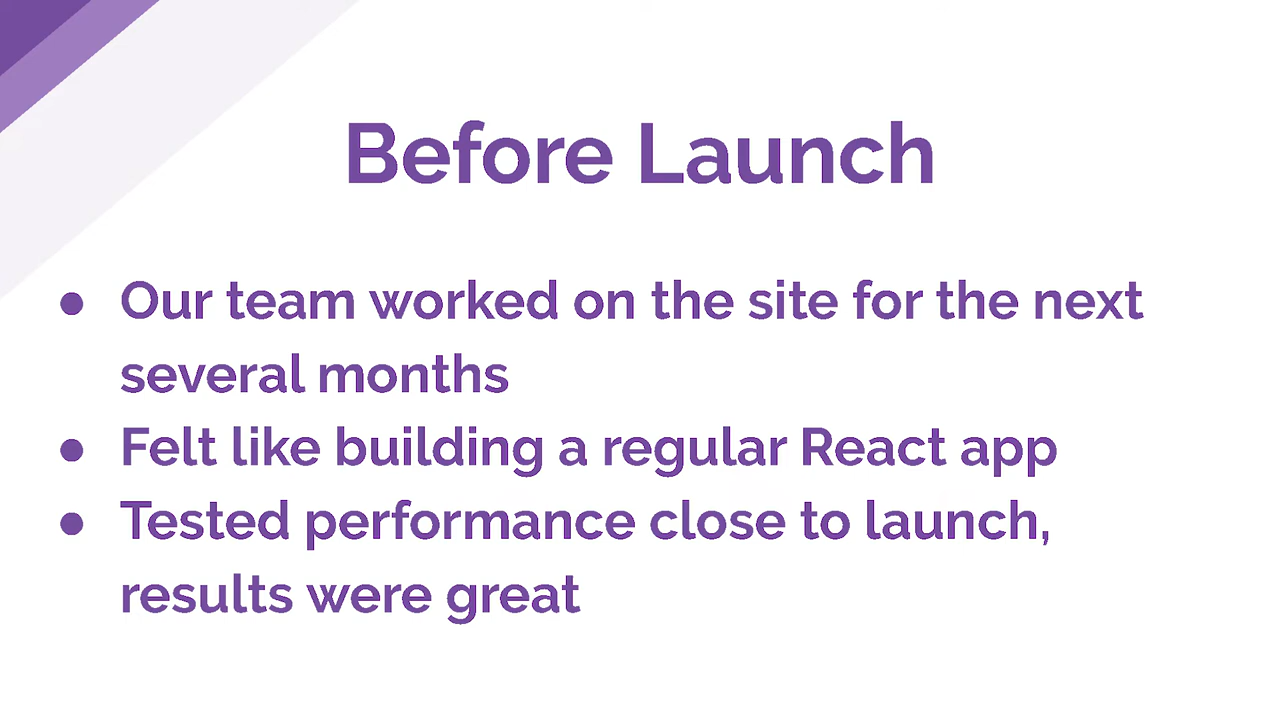 Before Launch
● Our team worked on the site for the next
several months
● Felt like building a regular React app
● Tested performance close to launch,
results were great